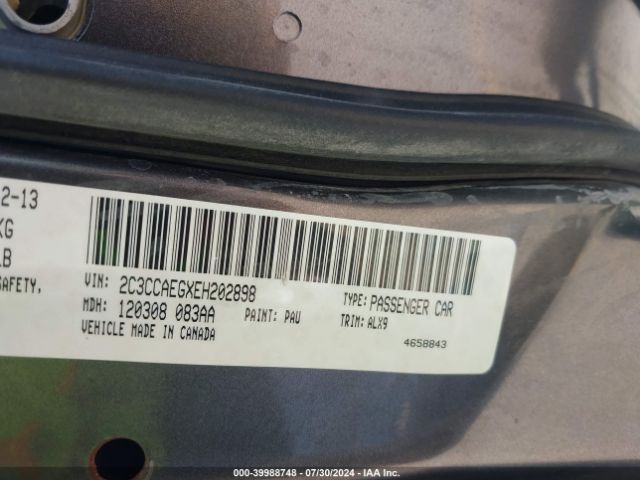 2-13
KG
LB
SAFETY,
VIN: 2C3CCAEGXEH202898
TYPE: PASSENGER CAR
MDH: 120308 083AA
PAINT: PAU
TRIM: ALX9
VEHICLE MADE IN CANADA
4658843
000-39988748 - 07/30/2024 - IAA Inc.